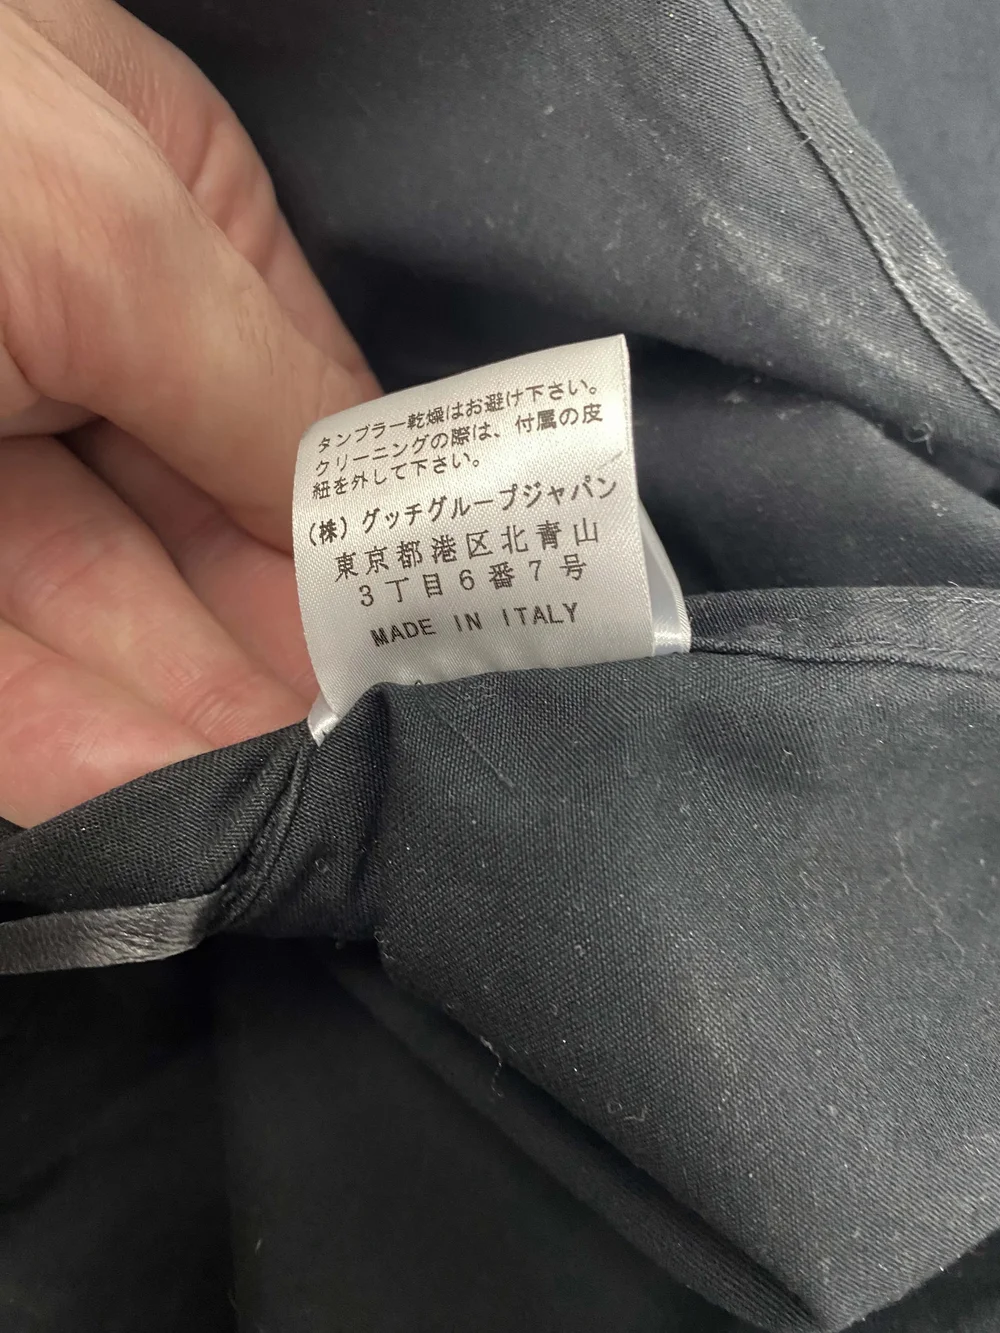 タンブラー乾燥はお避け下さい。
クリーニングの際は、付属の皮
紐を外して下さい。
(株)グッチグループジャパン
東京都港区北青山
3丁目6番7号
MADE IN ITALY